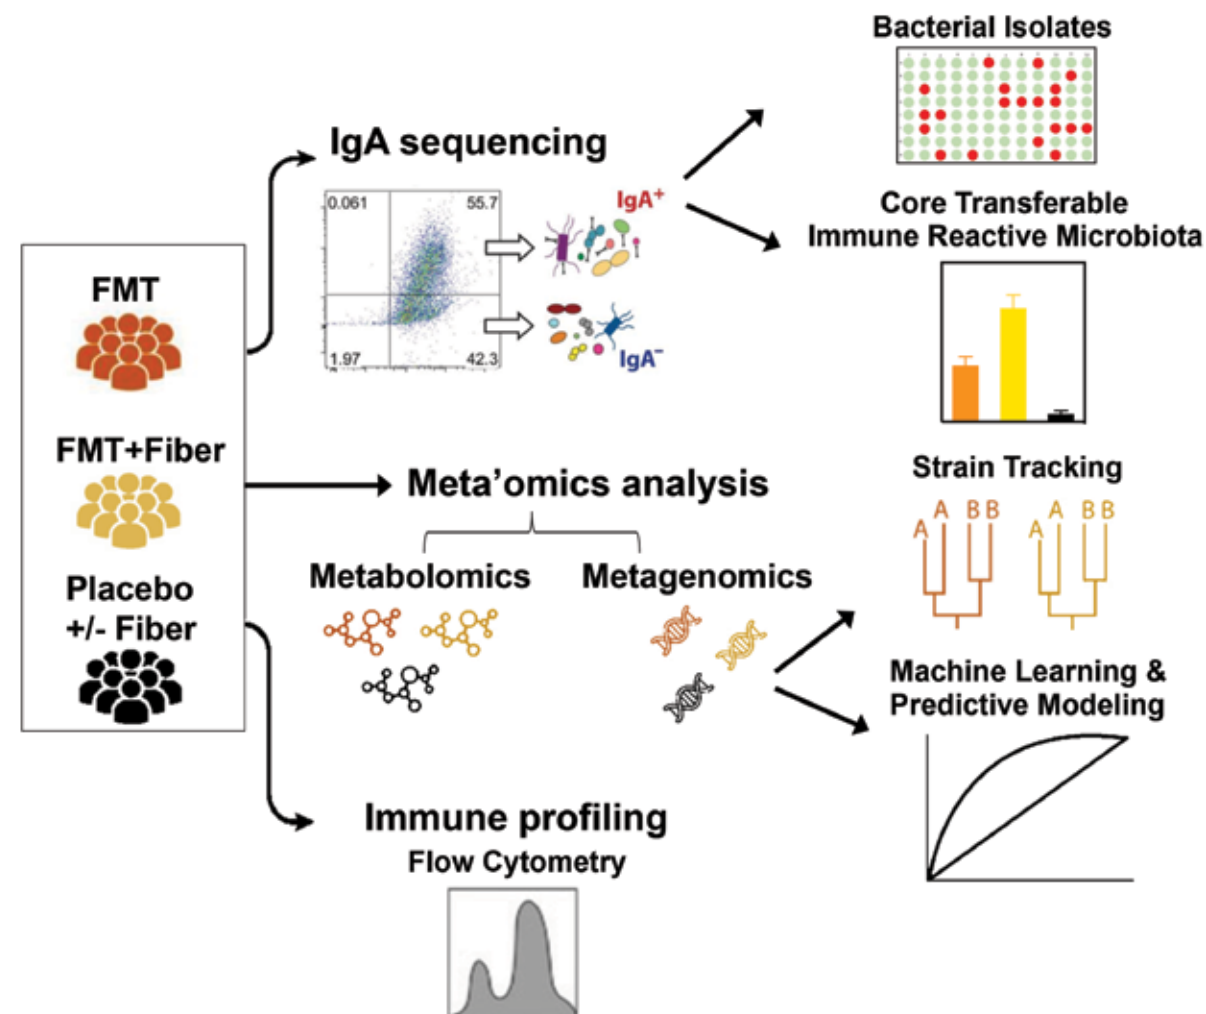 FMT
FMT+Fiber
Placebo
+/- Fiber
IgA sequencing
0.061
55.7
1.97
42.3
IgA⁺
IgA⁻
Bacterial Isolates
Core Transferable
Immune Reactive Microbiota
Meta’omics analysis
Metabolomics
Metagenomics
Strain Tracking
A A B B
A A B B
Machine Learning &
Predictive Modeling
Immune profiling
Flow Cytometry